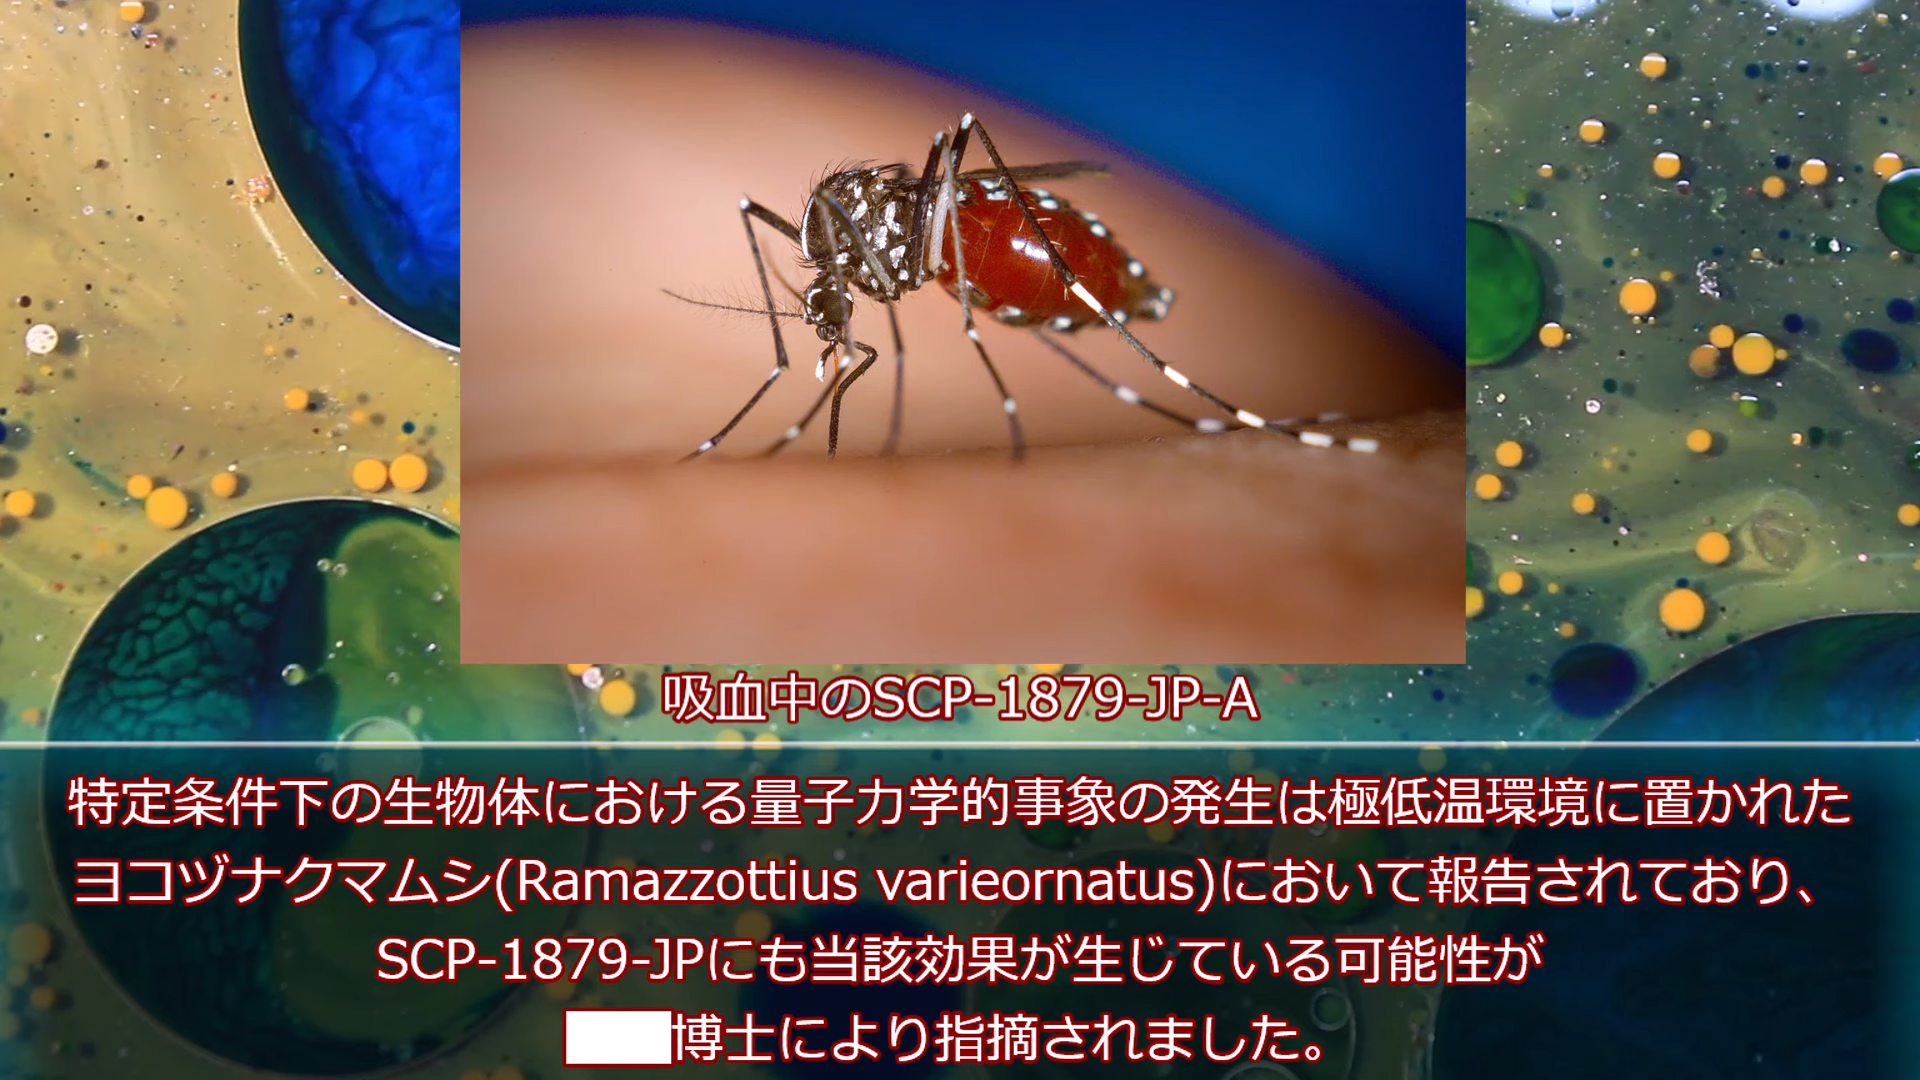 吸血中のSCP-1879-JP-A
特定条件下の生物体における量子力学的事象の発生は極低温環境に置かれた
ヨコヅナクマムシ(Ramazzottius varieornatus)において報告されており、
SCP-1879-JPにも当該効果が生じている可能性が
博士により指摘されました。